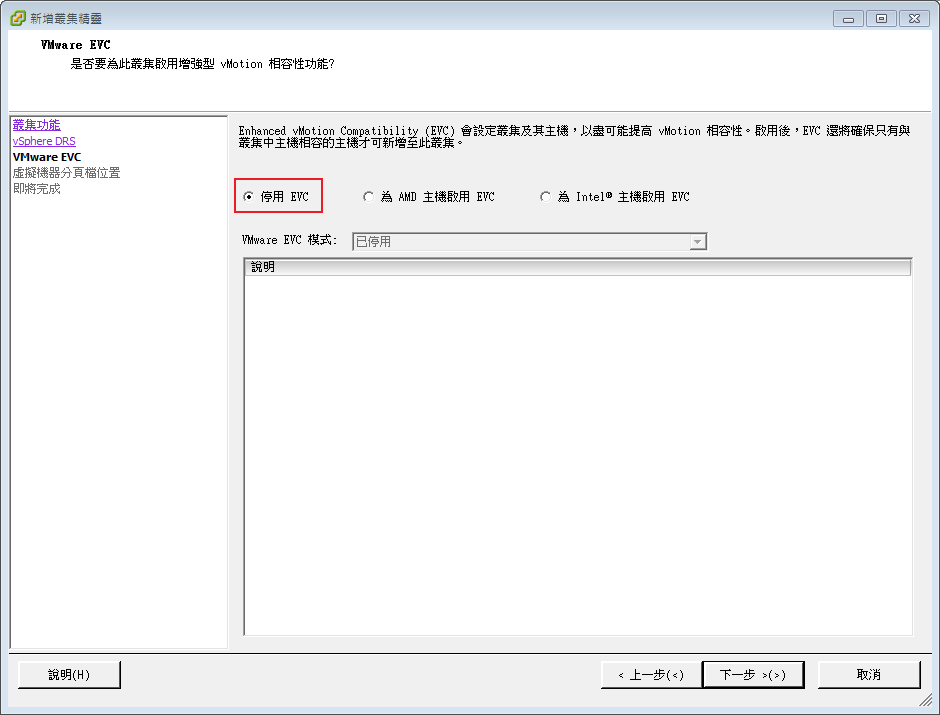 新增叢集精靈
VMware EVC
是否要為此叢集啟用增強型 vMotion 相容性功能?
叢集功能
vSphere DRS
VMware EVC
虛擬機器分頁檔位置
即將完成
Enhanced vMotion Compatibility (EVC) 會設定叢集及其主機，以盡可能提高 vMotion 相容性。啟用後，EVC 還將確保只有與
叢集中主機相容的主機才可新增至此叢集。
停用 EVC
為 AMD 主機啟用 EVC
為 Intel® 主機啟用 EVC
VMware EVC 模式:
已停用
說明
說明(H)
< 上一步(<)
下一步 >(>)
取消